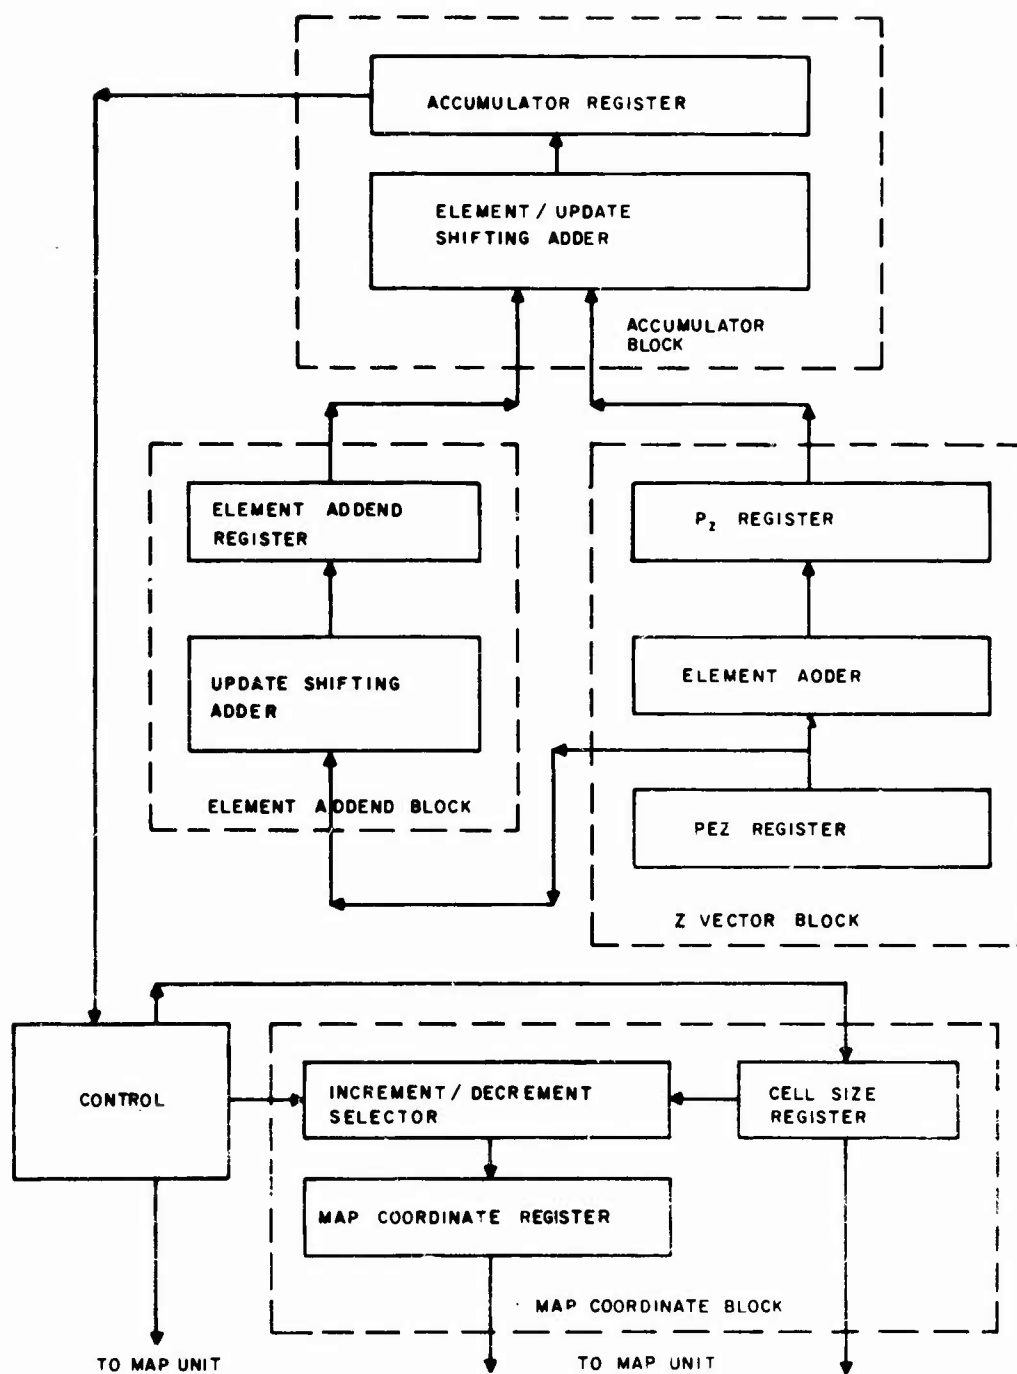 ACCUMULATOR REGISTER
ELEMENT / UPDATE
SHIFTING ADDER
ACCUMULATOR
BLOCK
ELEMENT ADDEND
REGISTER
P_z REGISTER
UPDATE SHIFTING
ADDER
ELEMENT AODER
ELEMENT ADDEND BLOCK
PEZ REGISTER
Z VECTOR BLOCK
CONTROL
INCREMENT / DECREMENT
SELECTOR
CELL SIZE
REGISTER
MAP COORDINATE REGISTER
MAP COORDINATE BLOCK
TO MAP UNIT
TO MAP UNIT